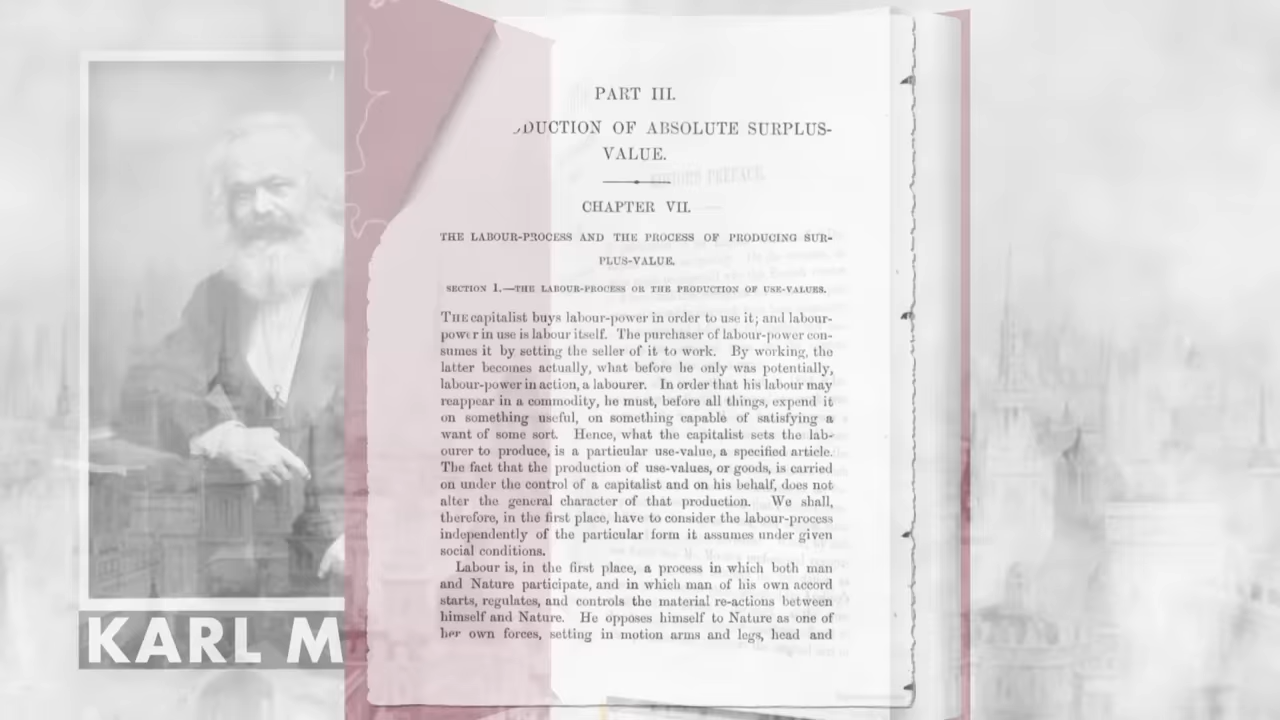 PART III.
DUCTION OF ABSOLUTE SURPLUS-
VALUE.
CHAPTER VII.
THE LABOUR-PROCESS AND THE PROCESS OF PRODUCING SUR-
PLUS-VALUE.
SECTION 1.—THE LABOUR-PROCESS OR THE PRODUCTION OF USE-VALUES.
THE capitalist buys labour-power in order to use it; and labour-
power in use is labour itself. The purchaser of labour-power con-
sumes it by setting the seller of it to work. By working, the
latter becomes actually, what before he only was potentially,
labour-power in action, a labourer. In order that his labour may
reappear in a commodity, he must, before all things, expend it
on something useful, on something capable of satisfying a
want of some sort. Hence, what the capitalist sets the lab-
ourer to produce, is a particular use-value, a specified article.
The fact that the production of use-values, or goods, is carried
on under the control of a capitalist and on his behalf, does not
alter the general character of that production. We shall,
therefore, in the first place, have to consider the labour-process
independently of the particular form it assumes under given
social conditions.
Labour is, in the first place, a process in which both man
and Nature participate, and in which man of his own accord
starts, regulates, and controls the material re-actions between
himself and Nature. He opposes himself to Nature as one of
her own forces, setting in motion arms and legs, head and
KARL M